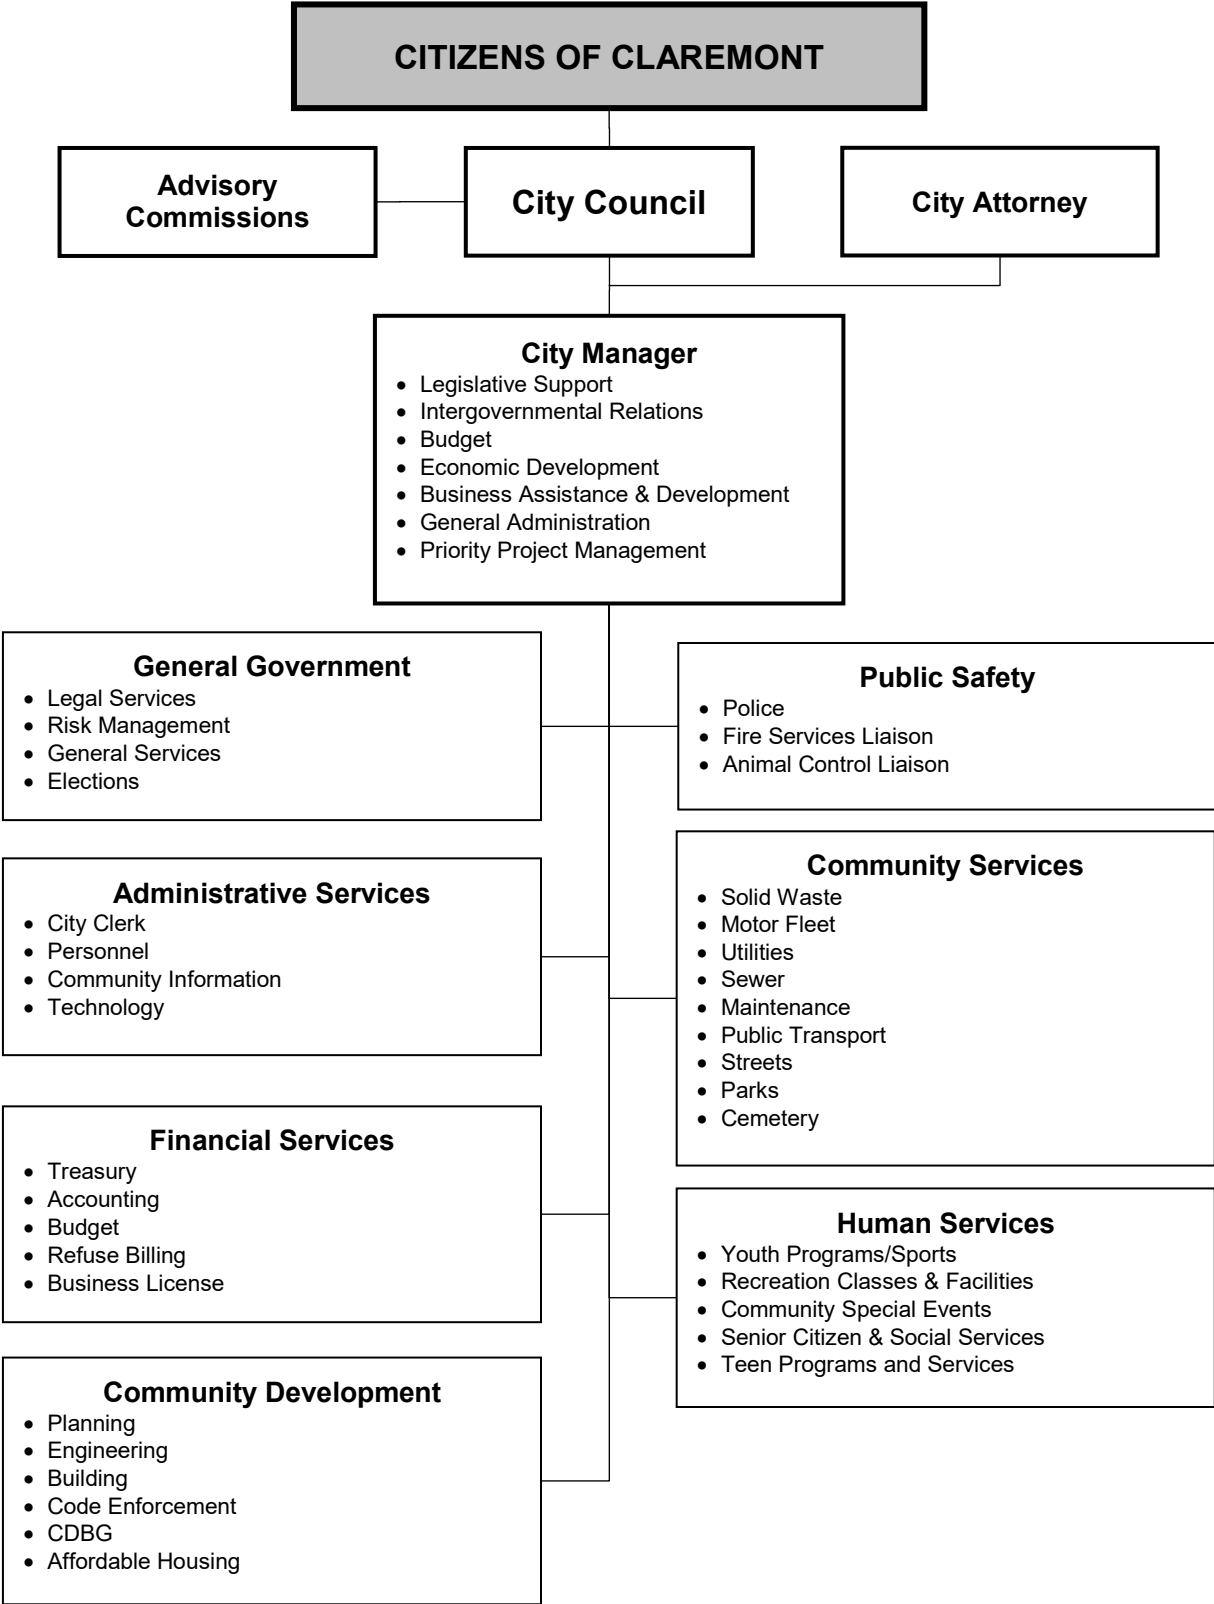 CITIZENS OF CLAREMONT
Advisory
Commissions
City Council
City Attorney
City Manager
• Legislative Support
• Intergovernmental Relations
• Budget
• Economic Development
• Business Assistance & Development
• General Administration
• Priority Project Management
General Government
• Legal Services
• Risk Management
• General Services
• Elections
Public Safety
• Police
• Fire Services Liaison
• Animal Control Liaison
Administrative Services
• City Clerk
• Personnel
• Community Information
• Technology
Community Services
• Solid Waste
• Motor Fleet
• Utilities
• Sewer
• Maintenance
• Public Transport
• Streets
• Parks
• Cemetery
Financial Services
• Treasury
• Accounting
• Budget
• Refuse Billing
• Business License
Human Services
• Youth Programs/Sports
• Recreation Classes & Facilities
• Community Special Events
• Senior Citizen & Social Services
• Teen Programs and Services
Community Development
• Planning
• Engineering
• Building
• Code Enforcement
• CDBG
• Affordable Housing